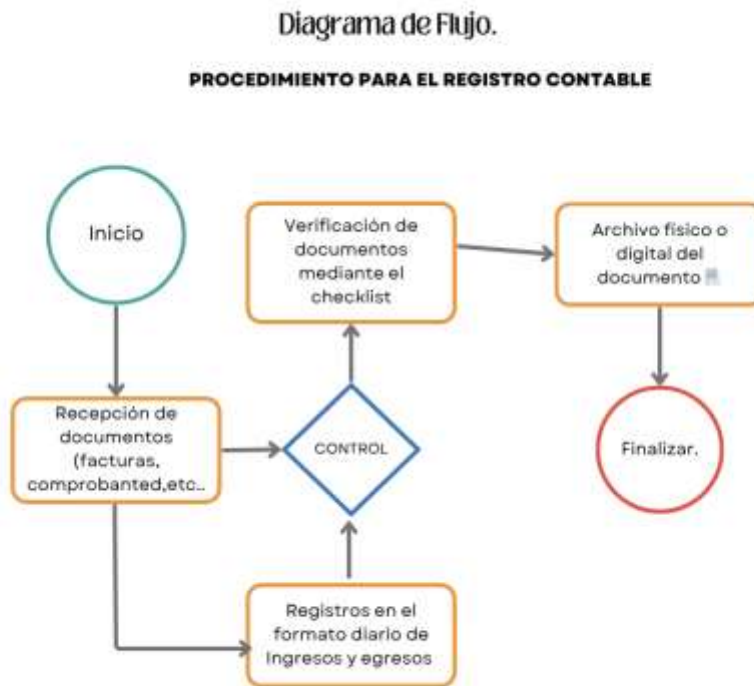 Diagrama de Flujo.
PROCEDIMIENTO PARA EL REGISTRO CONTABLE
Inicio
Verificación de
documentos
mediante el
checklist
Archivo físico o
digital del
documento
Recepción de
documentos
(facturas,
comprobanted,etc..
CONTROL
Finalizar.
Registros en el
formato diario de
Ingresos y egresos